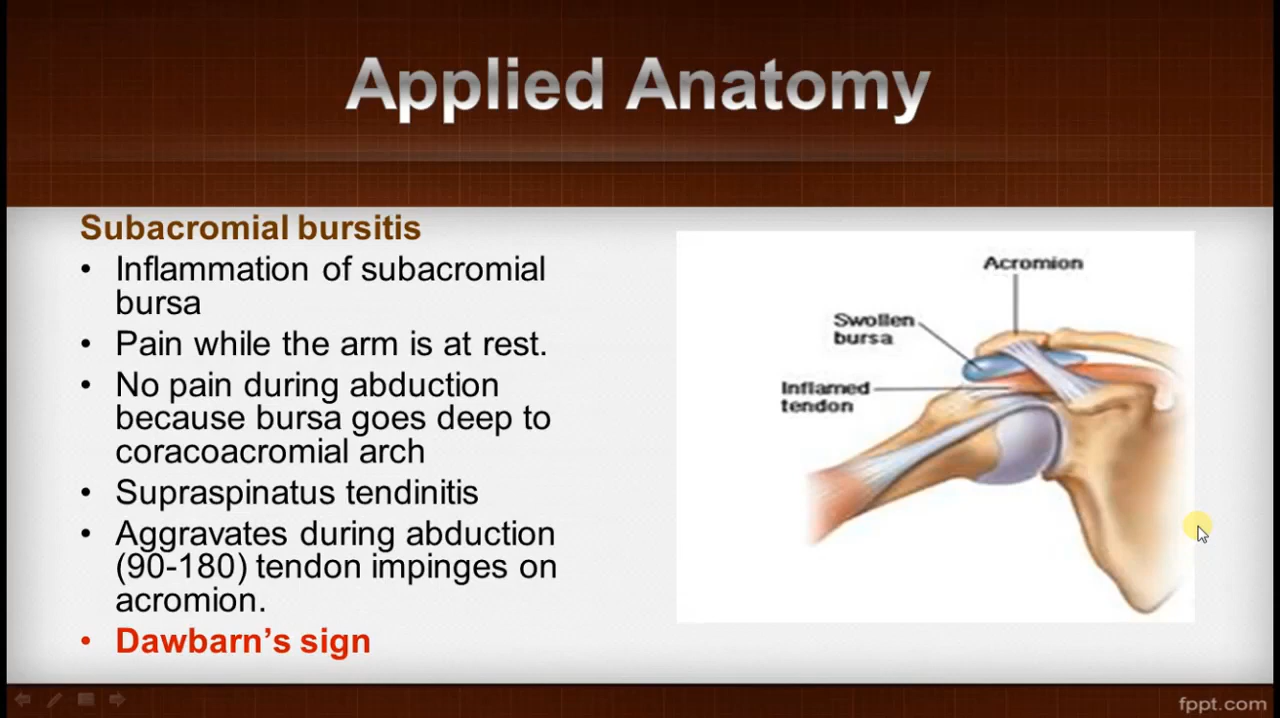 Applied Anatomy
Subacromial bursitis
• Inflammation of subacromial
bursa
• Pain while the arm is at rest.
• No pain during abduction
because bursa goes deep to
coracoacromial arch
• Supraspinatus tendinitis
• Aggravates during abduction
(90-180) tendon impinges on
acromion.
• Dawbarn’s sign
Acromion
Swollen
bursa
Inflamed
tendon
fppt.com